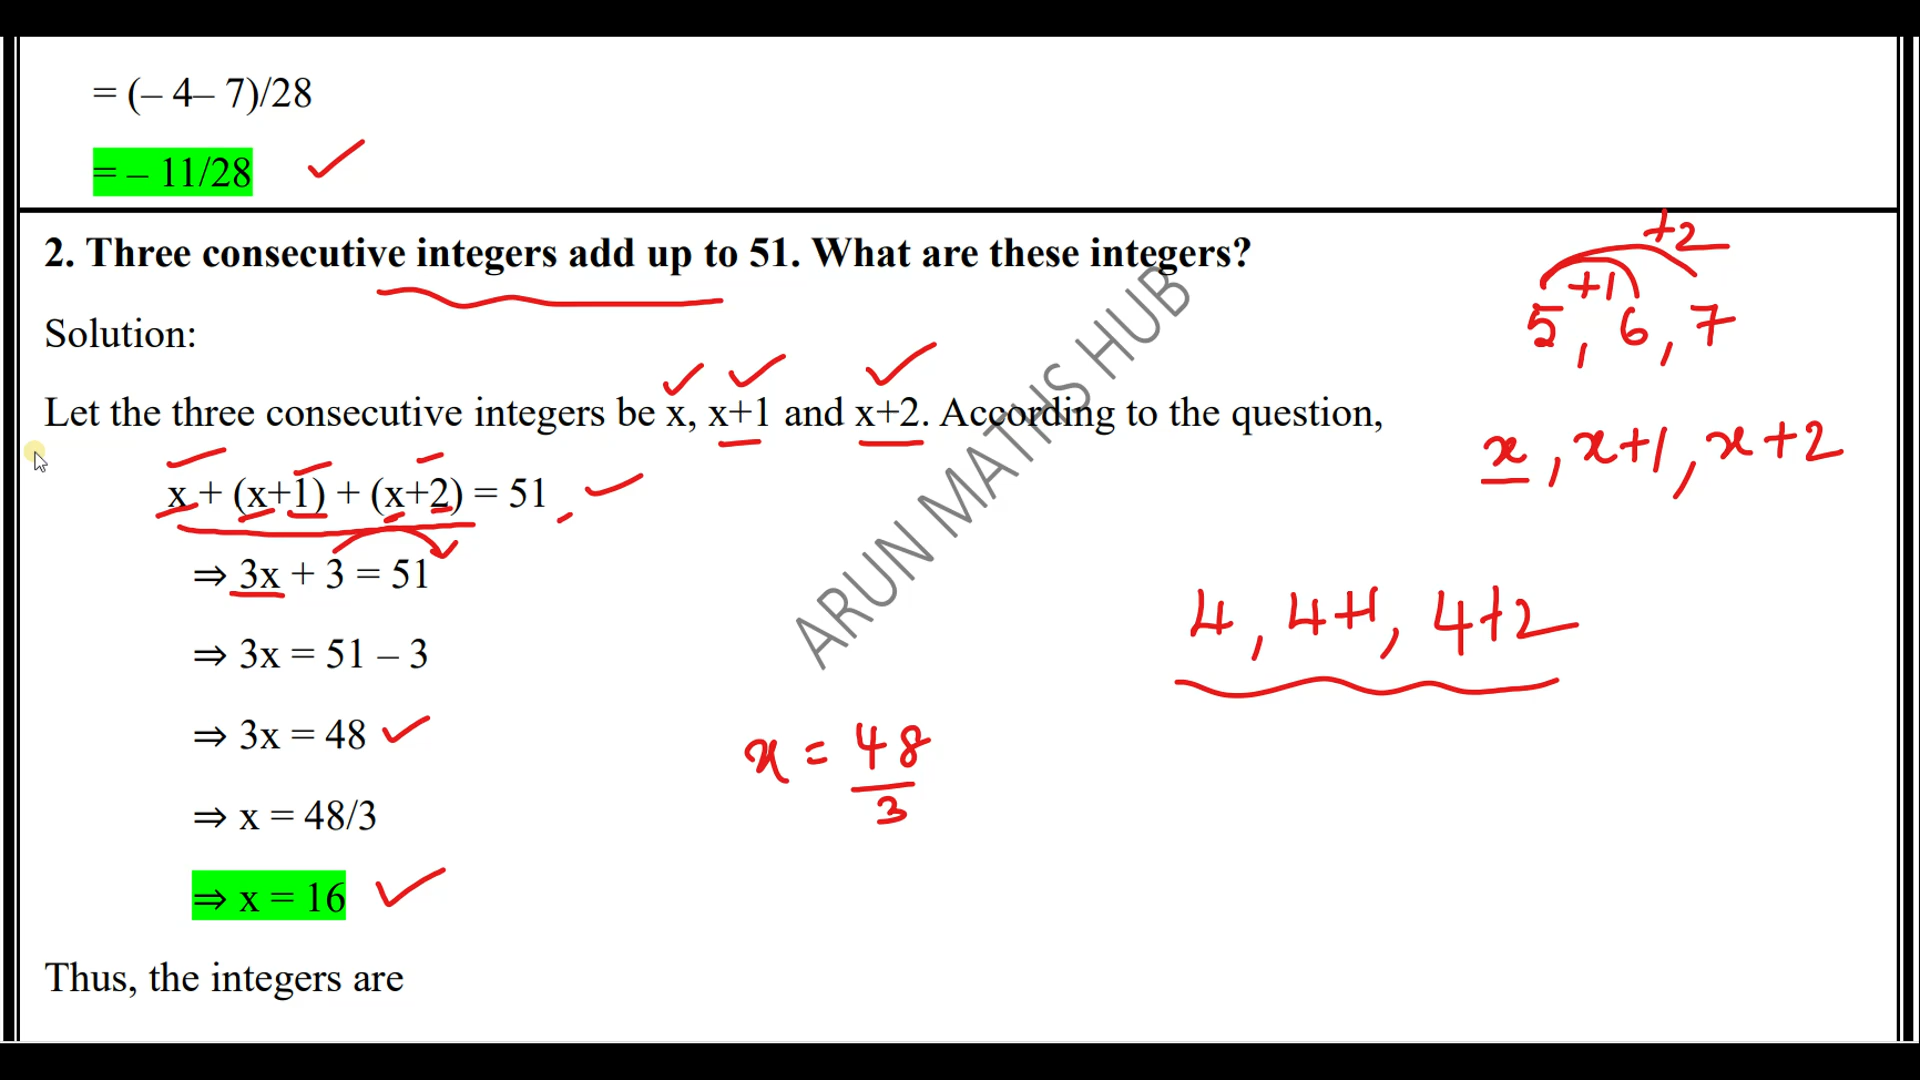 = (– 4– 7)/28
= – 11/28
2. Three consecutive integers add up to 51. What are these integers?
+2
+1
5, 6, 7
Solution:
Let the three consecutive integers be x, x+1 and x+2. According to the question,
x, x+1, x+2
x + (x+1) + (x+2) = 51
⇒ 3x + 3 = 51
4, 4+1, 4+2
⇒ 3x = 51 – 3
⇒ 3x = 48
x = 48/3
⇒ x = 48/3
⇒ x = 16
Thus, the integers are
ARUN MATHS HUB